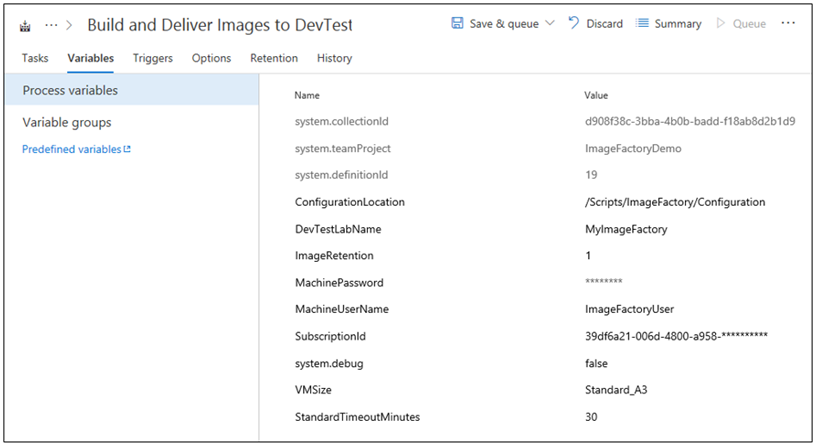 ··· > Build and Deliver Images to DevTest Save & queue Discard Summary Queue ···
Tasks Variables Triggers Options Retention History
Process variables
Variable groups
Predefined variables
Name Value
system.collectionId d908f38c-3bba-4b0b-badd-f18ab8d2b1d9
system.teamProject ImageFactoryDemo
system.definitionId 19
ConfigurationLocation /Scripts/ImageFactory/Configuration
DevTestLabName MyImageFactory
ImageRetention 1
MachinePassword ********
MachineUserName ImageFactoryUser
SubscriptionId 39df6a21-006d-4800-a958-**********
system.debug false
VMSize Standard_A3
StandardTimeoutMinutes 30